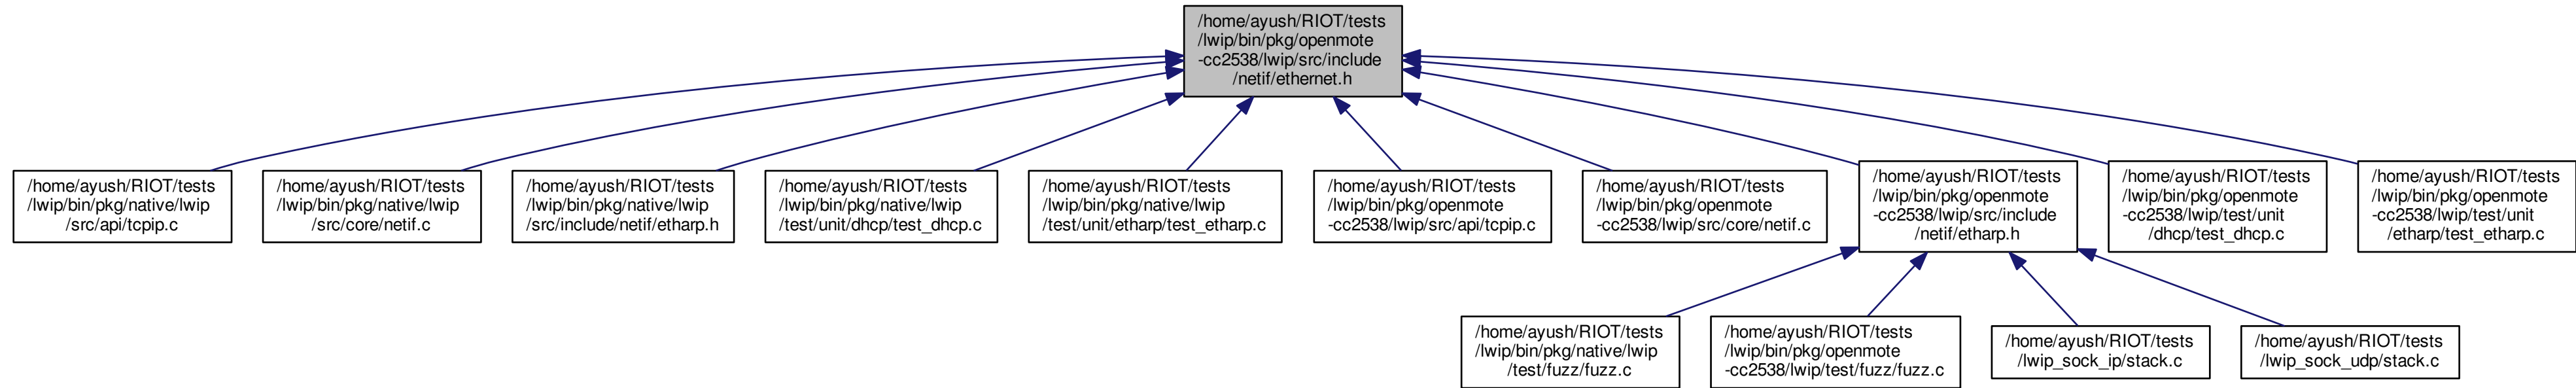 /home/ayush/RIOT/tests
/lwip/bin/pkg/openmote
-cc2538/lwip/src/include
/netif/ethernet.h
/home/ayush/RIOT/tests
/lwip/bin/pkg/native/lwip
/src/api/tcpip.c
/home/ayush/RIOT/tests
/lwip/bin/pkg/native/lwip
/src/core/netif.c
/home/ayush/RIOT/tests
/lwip/bin/pkg/native/lwip
/src/include/netif/etharp.h
/home/ayush/RIOT/tests
/lwip/bin/pkg/native/lwip
/test/unit/dhcp/test_dhcp.c
/home/ayush/RIOT/tests
/lwip/bin/pkg/native/lwip
/test/unit/etharp/test_etharp.c
/home/ayush/RIOT/tests
/lwip/bin/pkg/openmote
-cc2538/lwip/src/api/tcpip.c
/home/ayush/RIOT/tests
/lwip/bin/pkg/openmote
-cc2538/lwip/src/core/netif.c
/home/ayush/RIOT/tests
/lwip/bin/pkg/openmote
-cc2538/lwip/src/include
/netif/etharp.h
/home/ayush/RIOT/tests
/lwip/bin/pkg/openmote
-cc2538/lwip/test/unit
/dhcp/test_dhcp.c
/home/ayush/RIOT/tests
/lwip/bin/pkg/openmote
-cc2538/lwip/test/unit
/etharp/test_etharp.c
/home/ayush/RIOT/tests
/lwip/bin/pkg/native/lwip
/test/fuzz/fuzz.c
/home/ayush/RIOT/tests
/lwip/bin/pkg/openmote
-cc2538/lwip/test/fuzz/fuzz.c
/home/ayush/RIOT/tests
/lwip_sock_ip/stack.c
/home/ayush/RIOT/tests
/lwip_sock_udp/stack.c